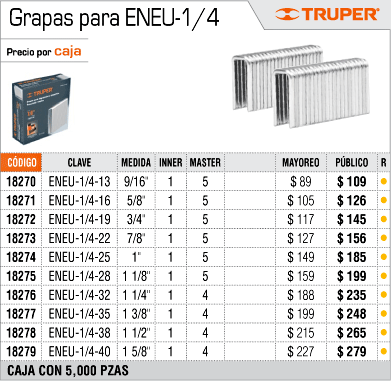 Grapas para ENEU-1/4
TRUPER
Precio por caja
TRUPER
CÓDIGO CLAVE MEDIDA INNER MASTER MAYOREO PÚBLICO R
18270 ENEU-1/4-13 9/16" 1 5 $ 89 $ 109
18271 ENEU-1/4-16 5/8" 1 5 $ 105 $ 126
18272 ENEU-1/4-19 3/4" 1 5 $ 117 $ 145
18273 ENEU-1/4-22 7/8" 1 5 $ 127 $ 156
18274 ENEU-1/4-25 1" 1 5 $ 149 $ 185
18275 ENEU-1/4-28 1 1/8" 1 5 $ 159 $ 199
18276 ENEU-1/4-32 1 1/4" 1 4 $ 188 $ 235
18277 ENEU-1/4-35 1 3/8" 1 4 $ 199 $ 248
18278 ENEU-1/4-38 1 1/2" 1 4 $ 215 $ 265
18279 ENEU-1/4-40 1 5/8" 1 4 $ 227 $ 279
CAJA CON 5,000 PZAS